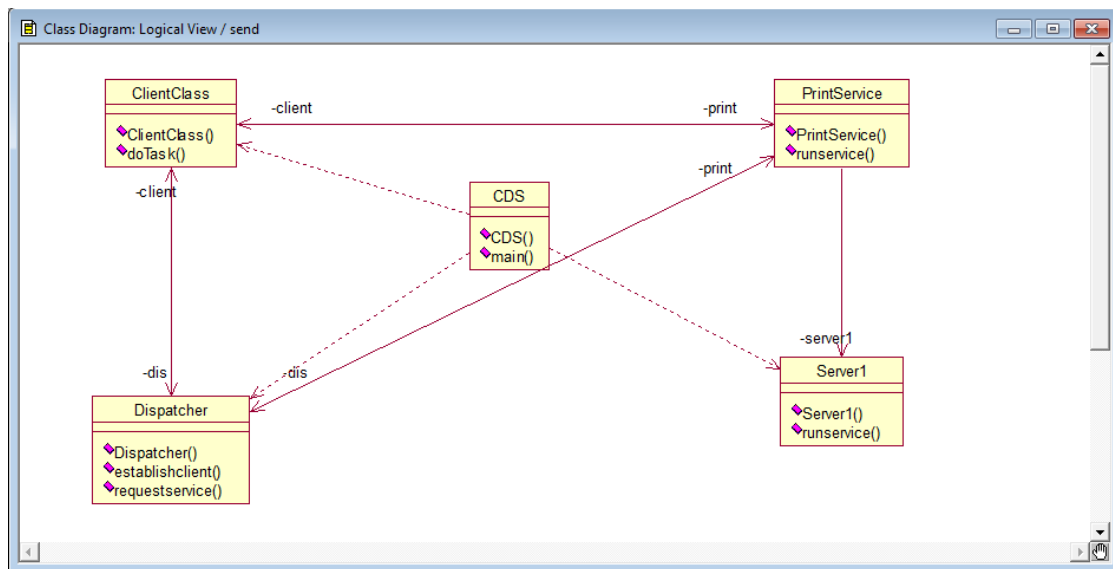 Class Diagram: Logical View / send
ClientClass
ClientClass()
doTask()
-client
-print
PrintService
PrintService()
runservice()
-client
-print
CDS
CDS()
main()
-dis
-dis
-server1
Dispatcher
Dispatcher()
establishclient()
requestservice()
Server1
Server1()
runservice()